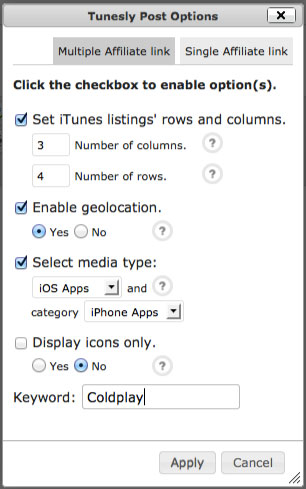 Tunesly Post Options
Multiple Affiliate link Single Affiliate link
Click the checkbox to enable option(s).
Set iTunes listings' rows and columns.
3 Number of columns. ?
4 Number of rows. ?
Enable geolocation.
Yes No ?
Select media type:
iOS Apps and ?
category iPhone Apps
Display icons only.
Yes No ?
Keyword: Coldplay
Apply Cancel